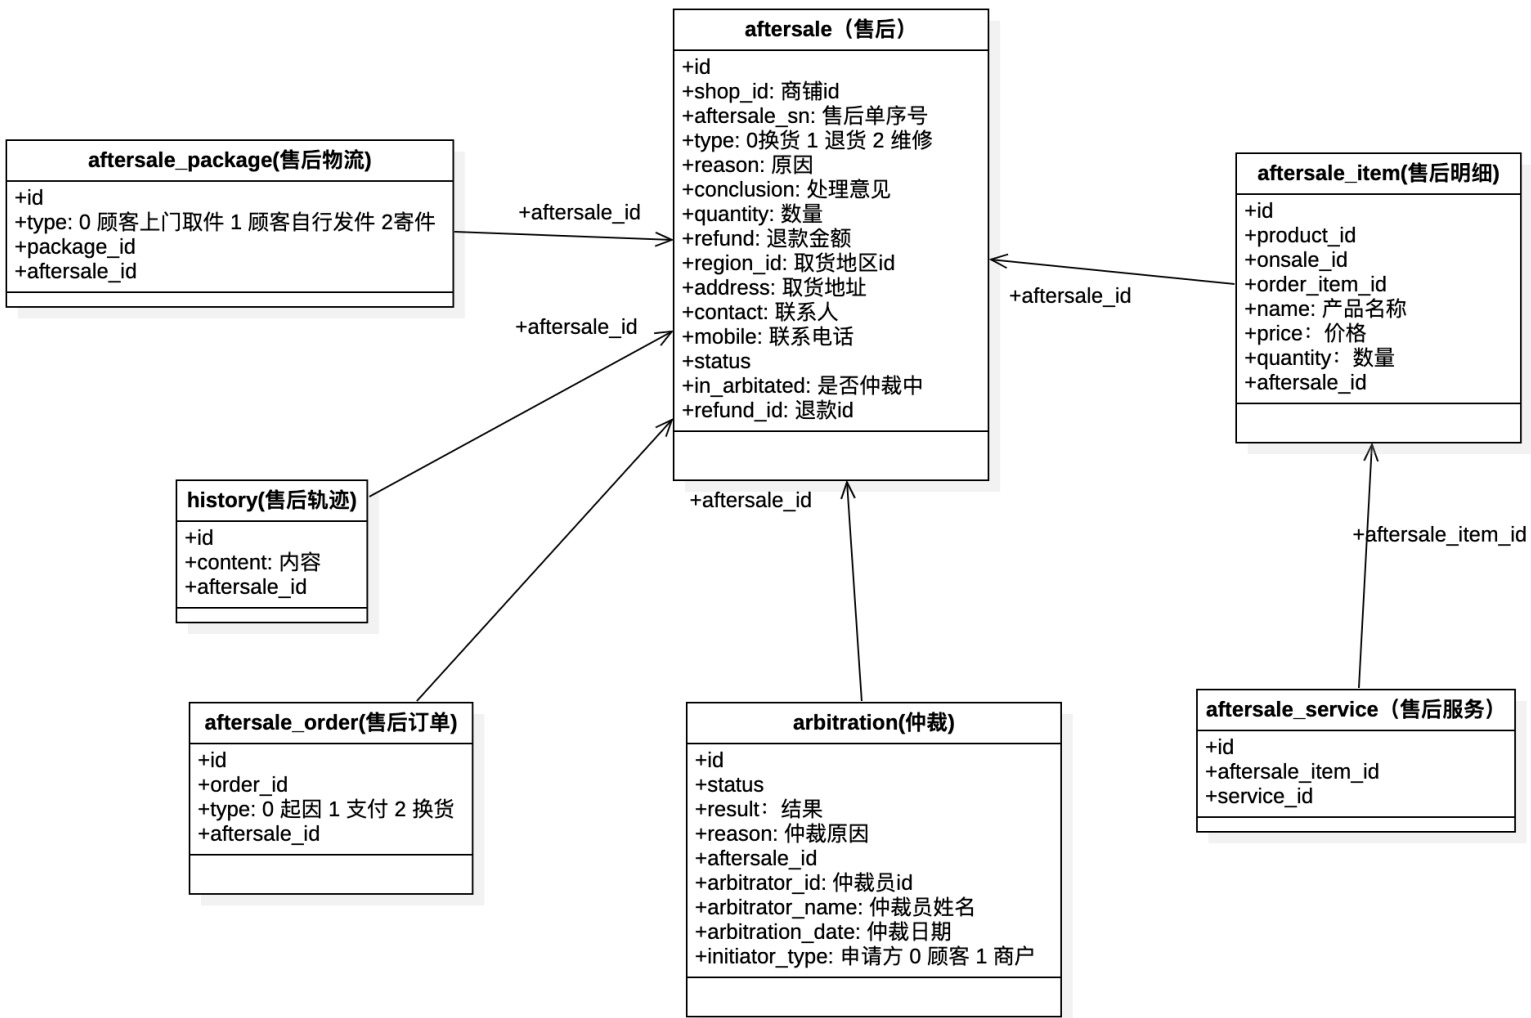 aftersale（售后）
+id
+shop_id: 商铺id
+aftersale_sn: 售后单序号
+type: 0换货 1 退货 2 维修
+reason: 原因
+conclusion: 处理意见
+quantity: 数量
+refund: 退款金额
+region_id: 取货地区id
+address: 取货地址
+contact: 联系人
+mobile: 联系电话
+status
+in_arbitated: 是否仲裁中
+refund_id: 退款id
aftersale_package(售后物流)
+id
+type: 0 顾客上门取件 1 顾客自行发件 2寄件
+package_id
+aftersale_id
+aftersale_id
aftersale_item(售后明细)
+id
+product_id
+onsale_id
+order_item_id
+name: 产品名称
+price：价格
+quantity：数量
+aftersale_id
+aftersale_id
+aftersale_id
history(售后轨迹)
+id
+content: 内容
+aftersale_id
+aftersale_id
+aftersale_item_id
aftersale_order(售后订单)
+id
+order_id
+type: 0 起因 1 支付 2 换货
+aftersale_id
arbitration(仲裁)
+id
+status
+result：结果
+reason: 仲裁原因
+aftersale_id
+arbitrator_id: 仲裁员id
+arbitrator_name: 仲裁员姓名
+arbitration_date: 仲裁日期
+initiator_type: 申请方 0 顾客 1 商户
aftersale_service（售后服务）
+id
+aftersale_item_id
+service_id